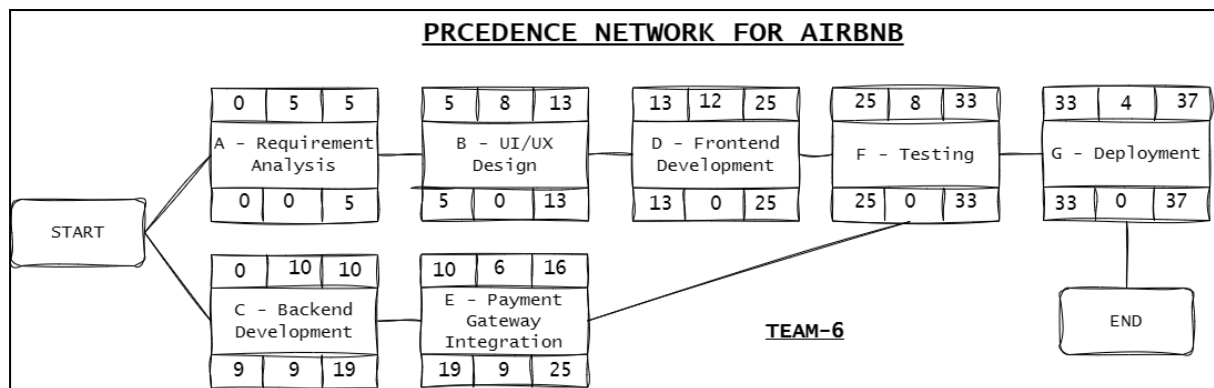 PRCEDENCE NETWORK FOR AIRBNB
0 5 5
A - Requirement
Analysis
0 0 5
5 8 13
B - UI/UX
Design
5 0 13
13 12 25
D - Frontend
Development
13 0 25
25 8 33
F - Testing
25 0 33
33 4 37
G - Deployment
33 0 37
START
0 10 10
C - Backend
Development
9 9 19
10 6 16
E - Payment
Gateway
Integration
19 9 25
TEAM-6
END